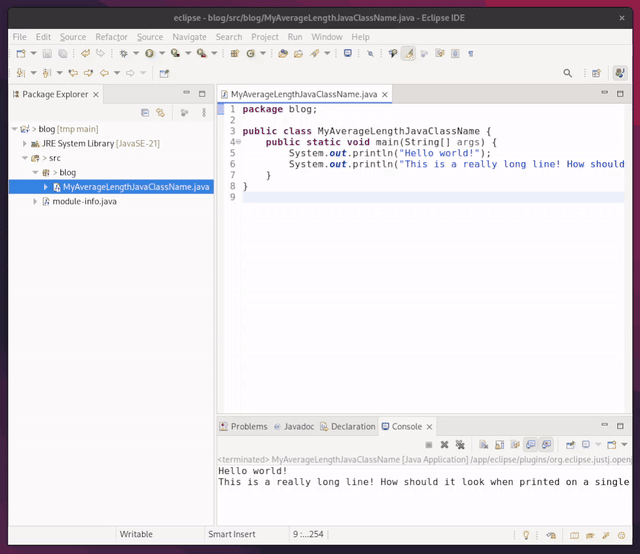 eclipse - blog/src/blog/MyAverageLengthJavaClassName.java - Eclipse IDE
File Edit Source Refactor Source Navigate Search Project Run Window Help
Package Explorer
> blog [tmp main]
JRE System Library [JavaSE-21]
> src
> blog
MyAverageLengthJavaClassName.java
module-info.java
MyAverageLengthJavaClassName.java
1 package blog;
2
3 public class MyAverageLengthJavaClassName {
4 public static void main(String[] args) {
5 System.out.println("Hello world!");
6 System.out.println("This is a really long line! How should
7 }
8 }
9
Problems Javadoc Declaration Console
<terminated> MyAverageLengthJavaClassName [Java Application] /app/eclipse/plugins/org.eclipse.justj.openj
Hello world!
This is a really long line! How should it look when printed on a single
Writable Smart Insert 9 :...254